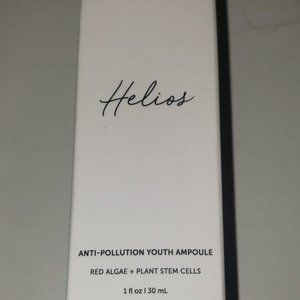 Helios
ANTI-POLLUTION YOUTH AMPOULE
RED ALGAE + PLANT STEM CELLS
1 fl oz | 30 mL